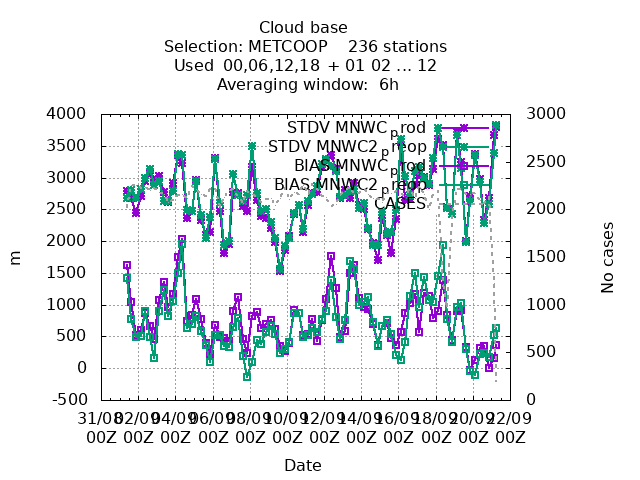 Cloud base
Selection: METCOOP    236 stations
Used  00,06,12,18 + 01 02 ... 12
Averaging window:  6h
4000
3500
3000
2500
2000
1500
1000
500
0
-500
3000
2500
2000
1500
1000
500
0
STDV MNWC_prod
STDV MNWC2_preop
BIAS MNWC_prod
BIAS MNWC2_preop
CASES
m
No cases
31/08 02/09 04/09 06/09 08/09 10/09 12/09 14/09 16/09 18/09 20/09 22/09
00Z 00Z 00Z 00Z 00Z 00Z 00Z 00Z 00Z 00Z 00Z 00Z
Date